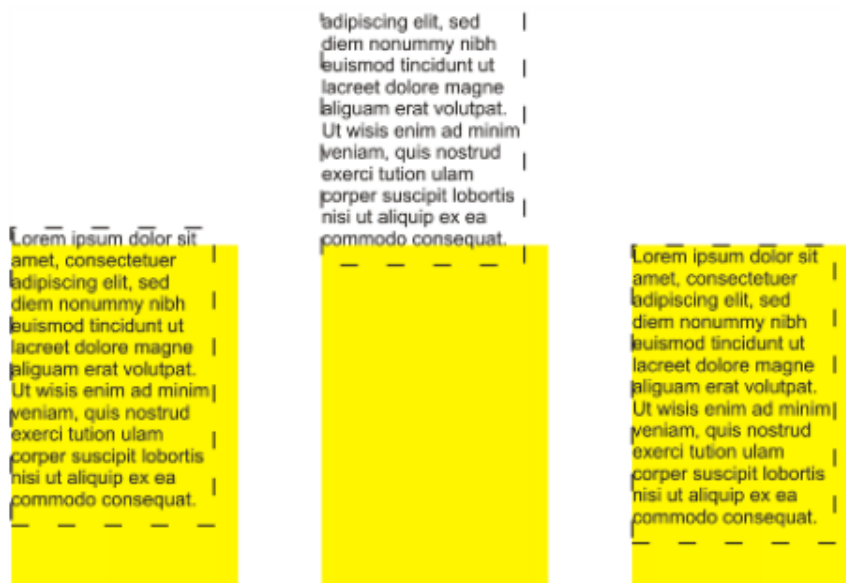 Lorem ipsum dolor sit
amet, consectetuer
adipiscing elit, sed
diem nonummy nibh
euismod tincidunt ut
lacreet dolore magne
aliguam erat volutpat.
Ut wisis enim ad minim
veniam, quis nostrud
exerci tution ulam
corper suscipit lobortis
nisi ut aliquip ex ea
commodo consequat.
adipiscing elit, sed
diem nonummy nibh
euismod tincidunt ut
lacreet dolore magne
aliguam erat volutpat.
Ut wisis enim ad minim
veniam, quis nostrud
exerci tution ulam
corper suscipit lobortis
nisi ut aliquip ex ea
commodo consequat.
Lorem ipsum dolor sit
amet, consectetuer
adipiscing elit, sed
diem nonummy nibh
euismod tincidunt ut
lacreet dolore magne
aliguam erat volutpat.
Ut wisis enim ad minim
veniam, quis nostrud
exerci tution ulam
corper suscipit lobortis
nisi ut aliquip ex ea
commodo consequat.